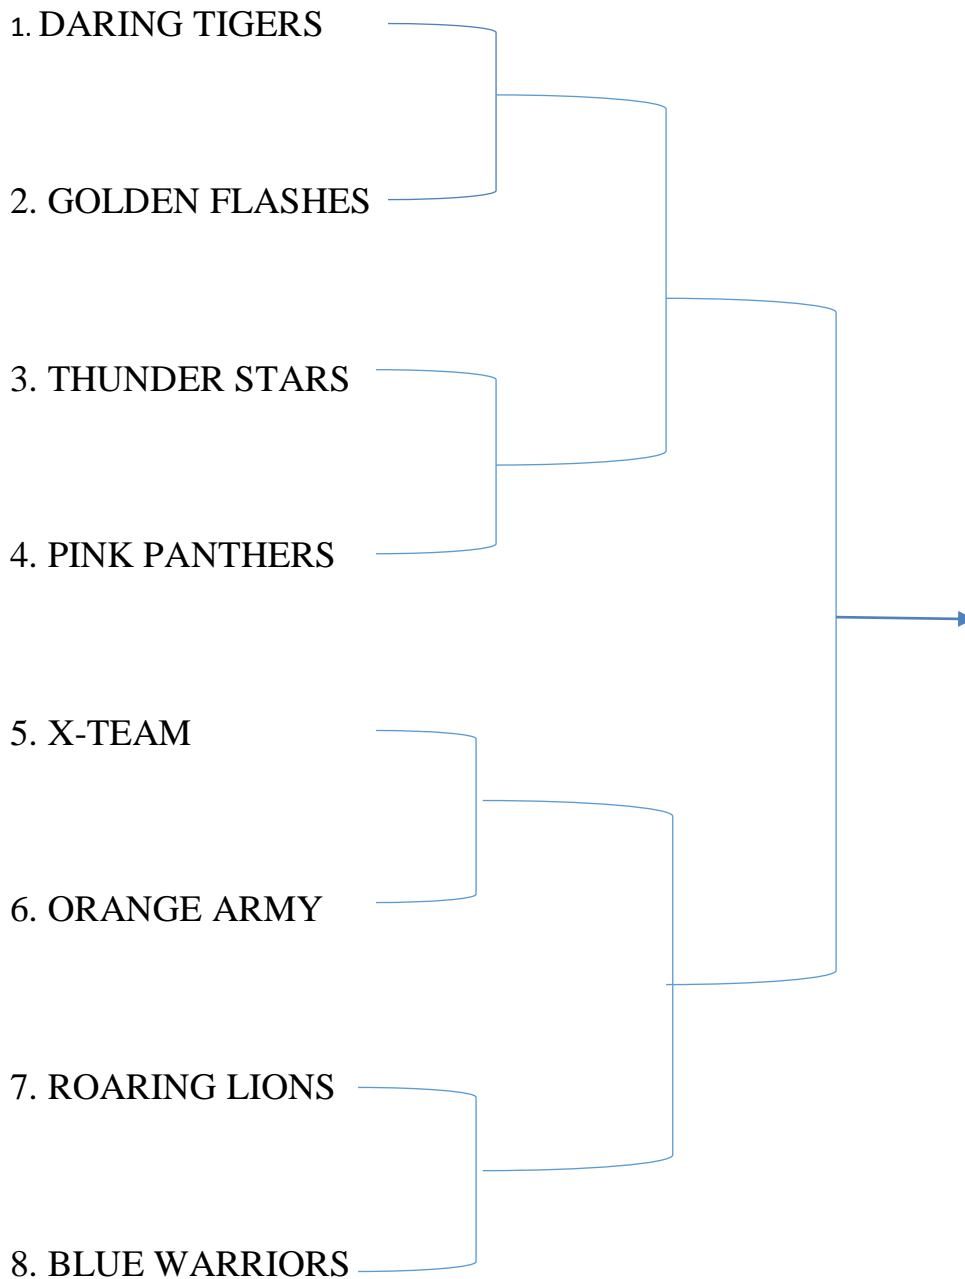 1. DARING TIGERS
2. GOLDEN FLASHES
3. THUNDER STARS
4. PINK PANTHERS
5. X-TEAM
6. ORANGE ARMY
7. ROARING LIONS
8. BLUE WARRIORS